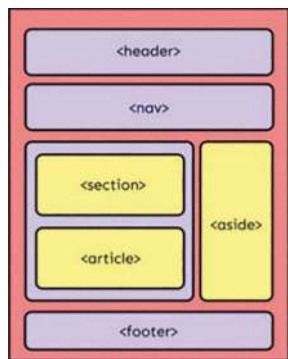 <header>
<nav>
<section>
<aside>
<article>
<footer>